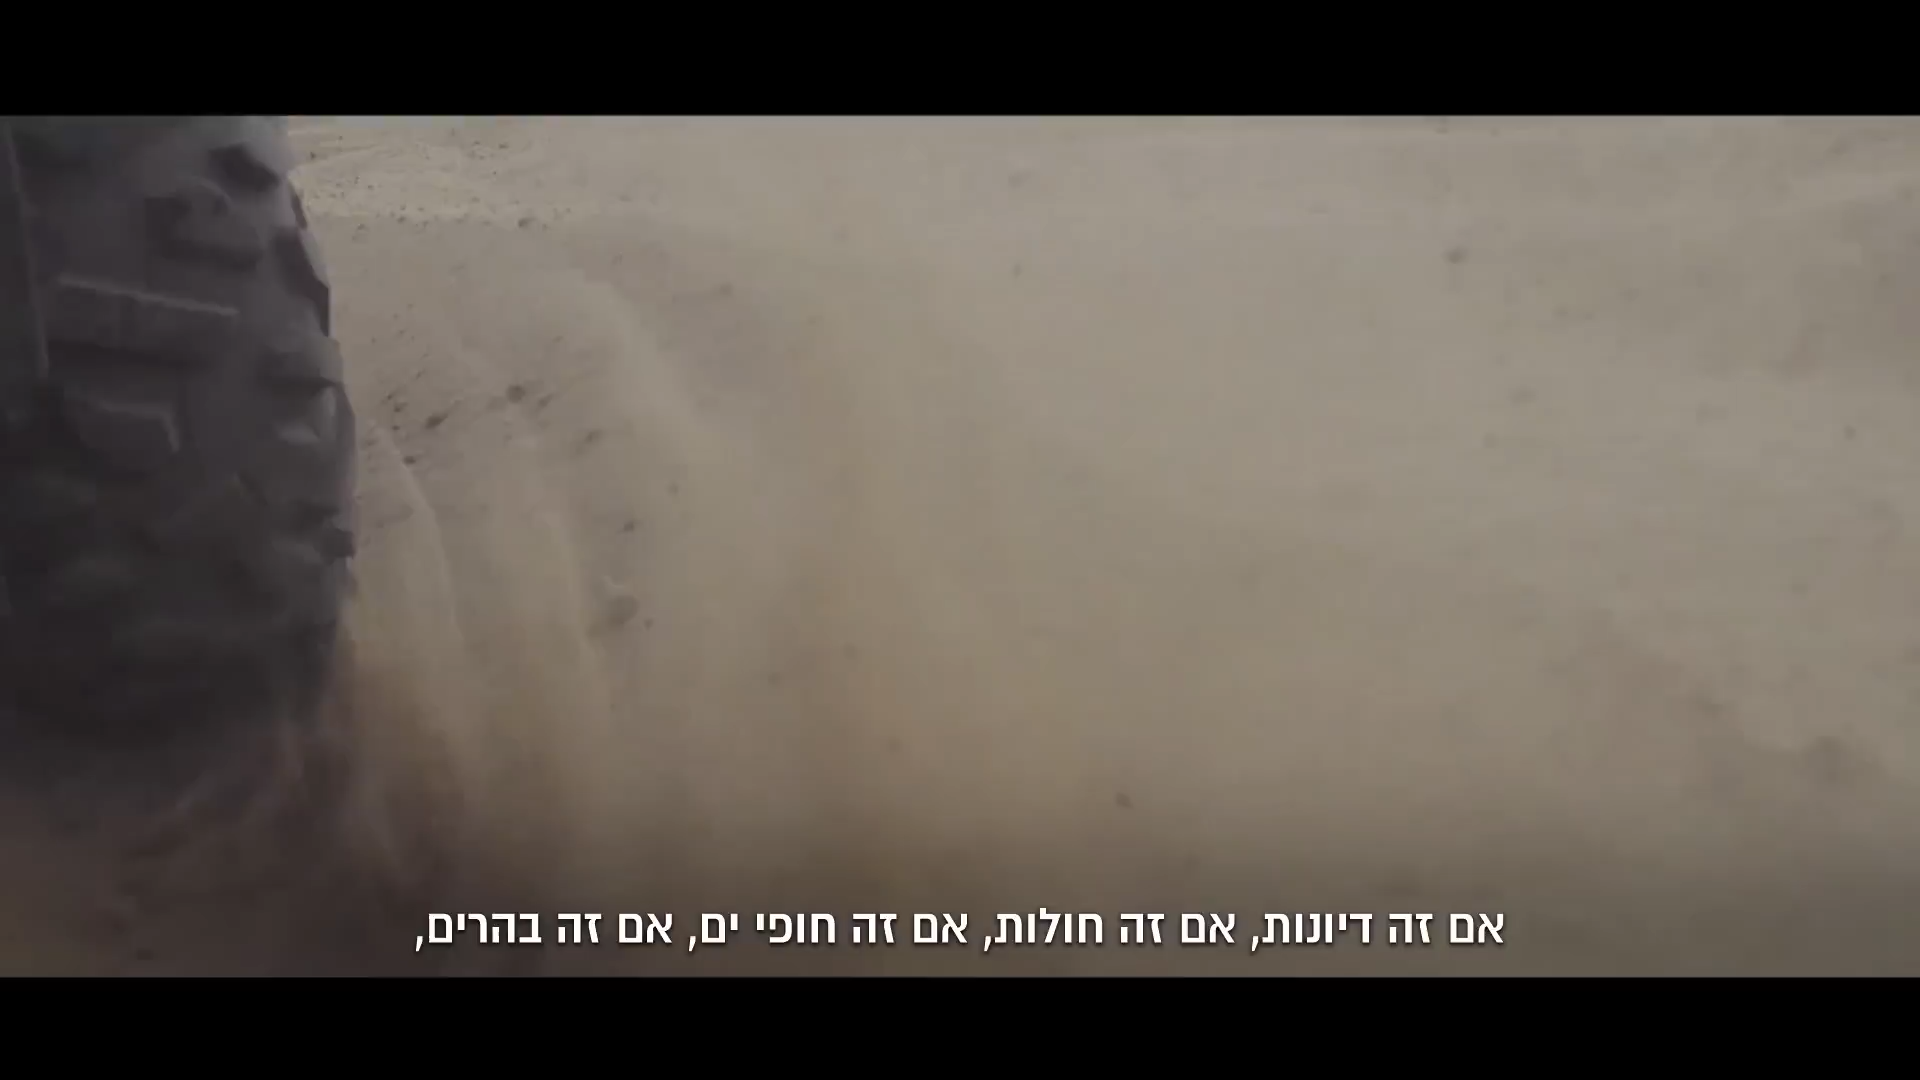 אם זה דיונות, אם זה חולות, אם זה חופי ים, אם זה בהרים,